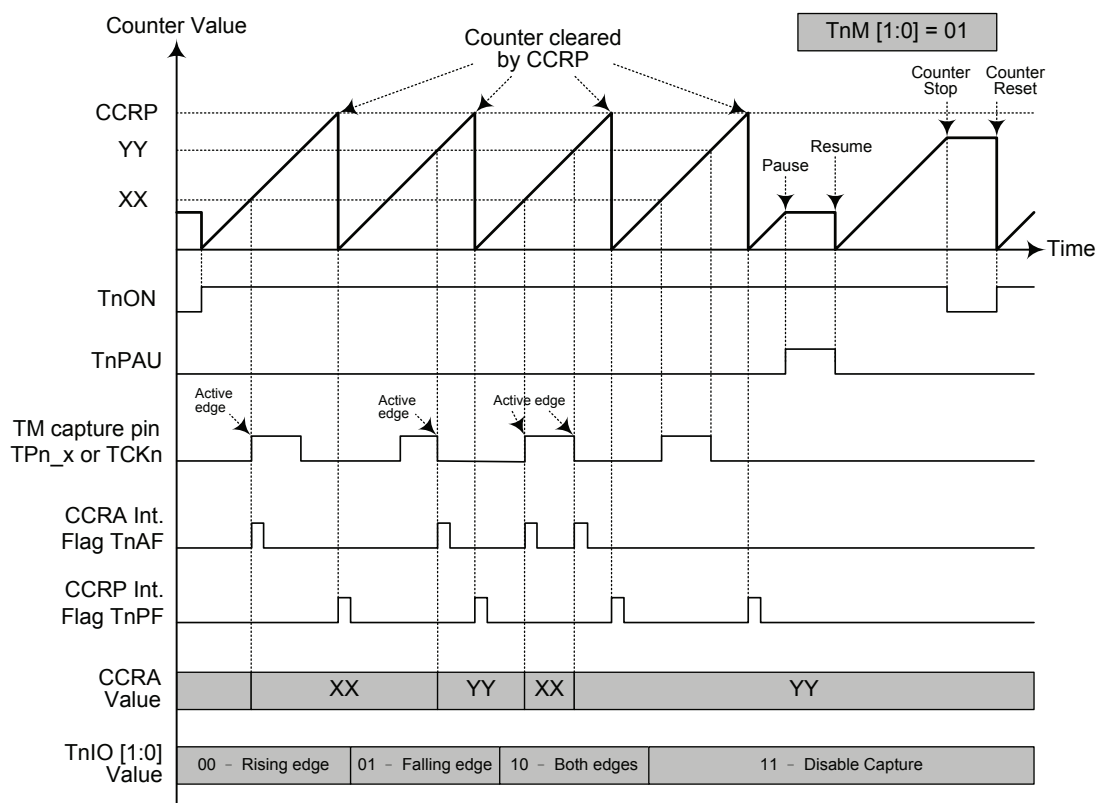 Counter Value
TnM [1:0] = 01
Counter cleared
by CCRP
Counter
Stop
Counter
Reset
CCRP
YY
XX
Pause
Resume
Time
TnON
TnPAU
Active
edge
Active
edge
Active edge
TM capture pin
TPn_x or TCKn
CCRA Int.
Flag TnAF
CCRP Int.
Flag TnPF
CCRA
Value
XX
YY
XX
YY
TnIO [1:0]
Value
00 - Rising edge
01 - Falling edge
10 - Both edges
11 - Disable Capture